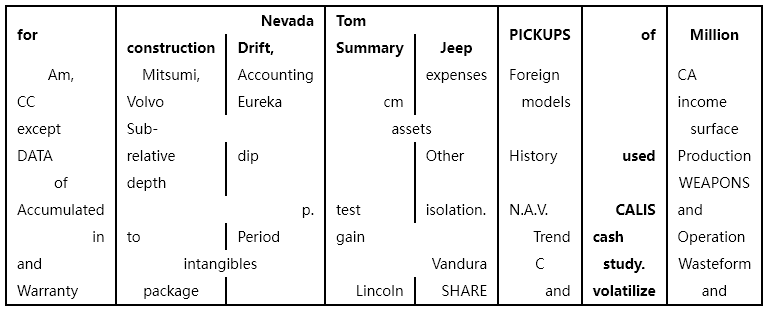 for Nevada Tom PICKUPS of Million
construction Drift, Summary Jeep
Am, Mitsumi, Accounting expenses Foreign CA
CC Volvo Eureka cm models income
except Sub- assets surface
DATA relative dip Other History used Production
of depth WEAPONS
Accumulated p. test isolation. N.A.V. CALIS and
in to Period gain Trend cash Operation
and intangibles Vandura C study. Wasteform
Warranty package Lincoln SHARE and volatilize and